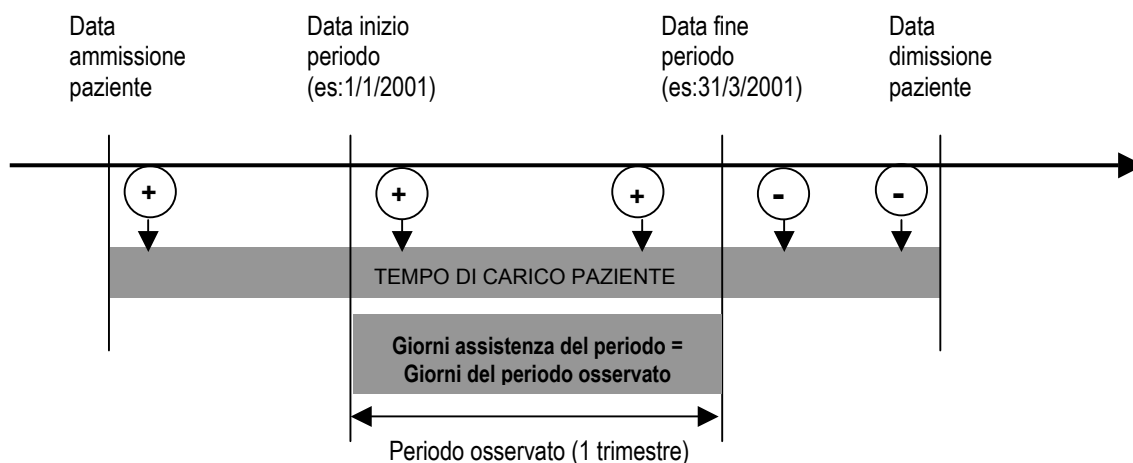 Data
ammissione
paziente
Data inizio
periodo
(es:1/1/2001)
Data fine
periodo
(es:31/3/2001)
Data
dimissione
paziente
+
+
+
-
-
TEMPO DI CARICO PAZIENTE
Giorni assistenza del periodo =
Giorni del periodo osservato
Periodo osservato (1 trimestre)